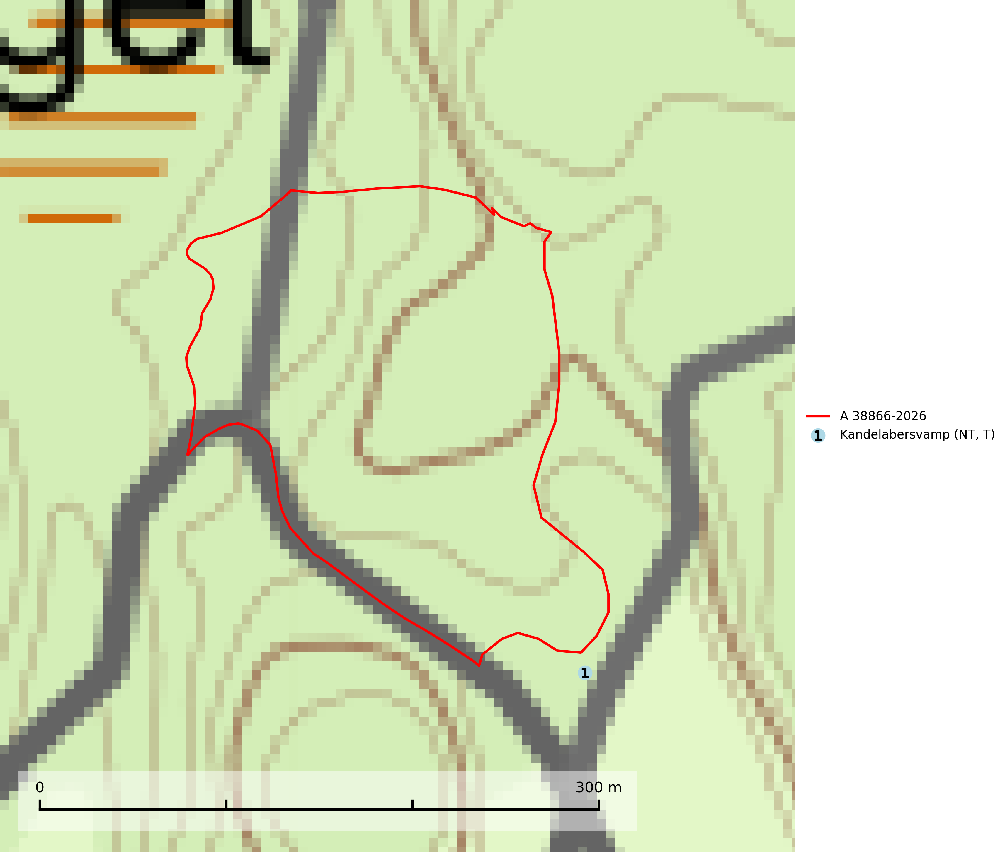 A 38866-2026
1 Kandelabersvamp (NT, T)
1
0 300 m